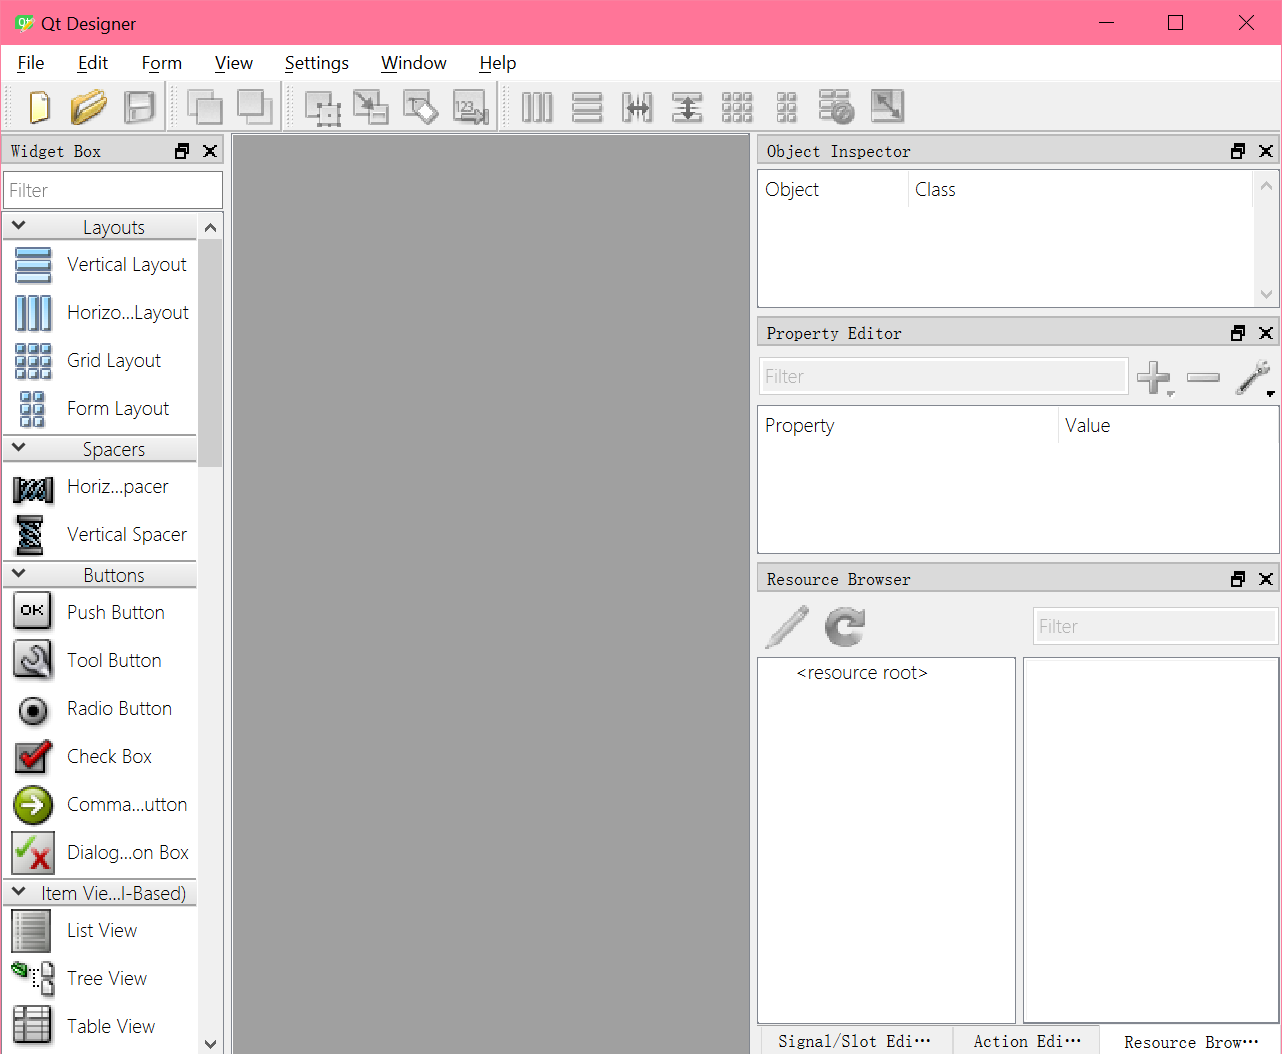 Qt Designer
File Edit Form View Settings Window Help
Widget Box
Filter
Layouts
Vertical Layout
Horizo...Layout
Grid Layout
Form Layout
Spacers
Horiz...pacer
Vertical Spacer
Buttons
OK
Push Button
Tool Button
Radio Button
Check Box
Comma...utton
Dialog...on Box
Item Vie...l-Based)
List View
Tree View
Table View
Object Inspector
Object Class
Property Editor
Filter
Property Value
Resource Browser
Filter
<resource root>
Signal/Slot Edi… Action Edi… Resource Brow…